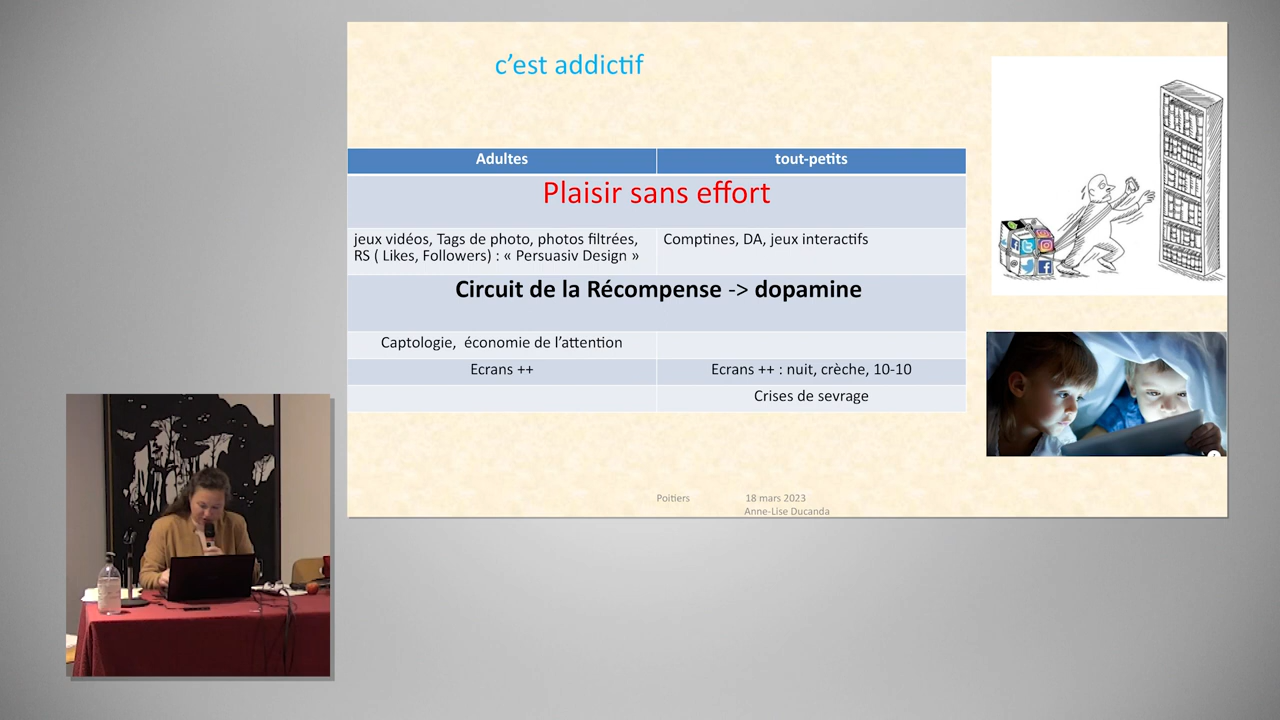 c’est addictif
Adultes
tout-petits
Plaisir sans effort
jeux vidéos, Tags de photo, photos filtrées,
RS ( Likes, Followers) : « Persuasiv Design »
Comptines, DA, jeux interactifs
Circuit de la Récompense -> dopamine
Captologie, économie de l’attention
Ecrans ++
Ecrans ++ : nuit, crèche, 10-10
Crises de sevrage
Poitiers
18 mars 2023
Anne-Lise Ducanda